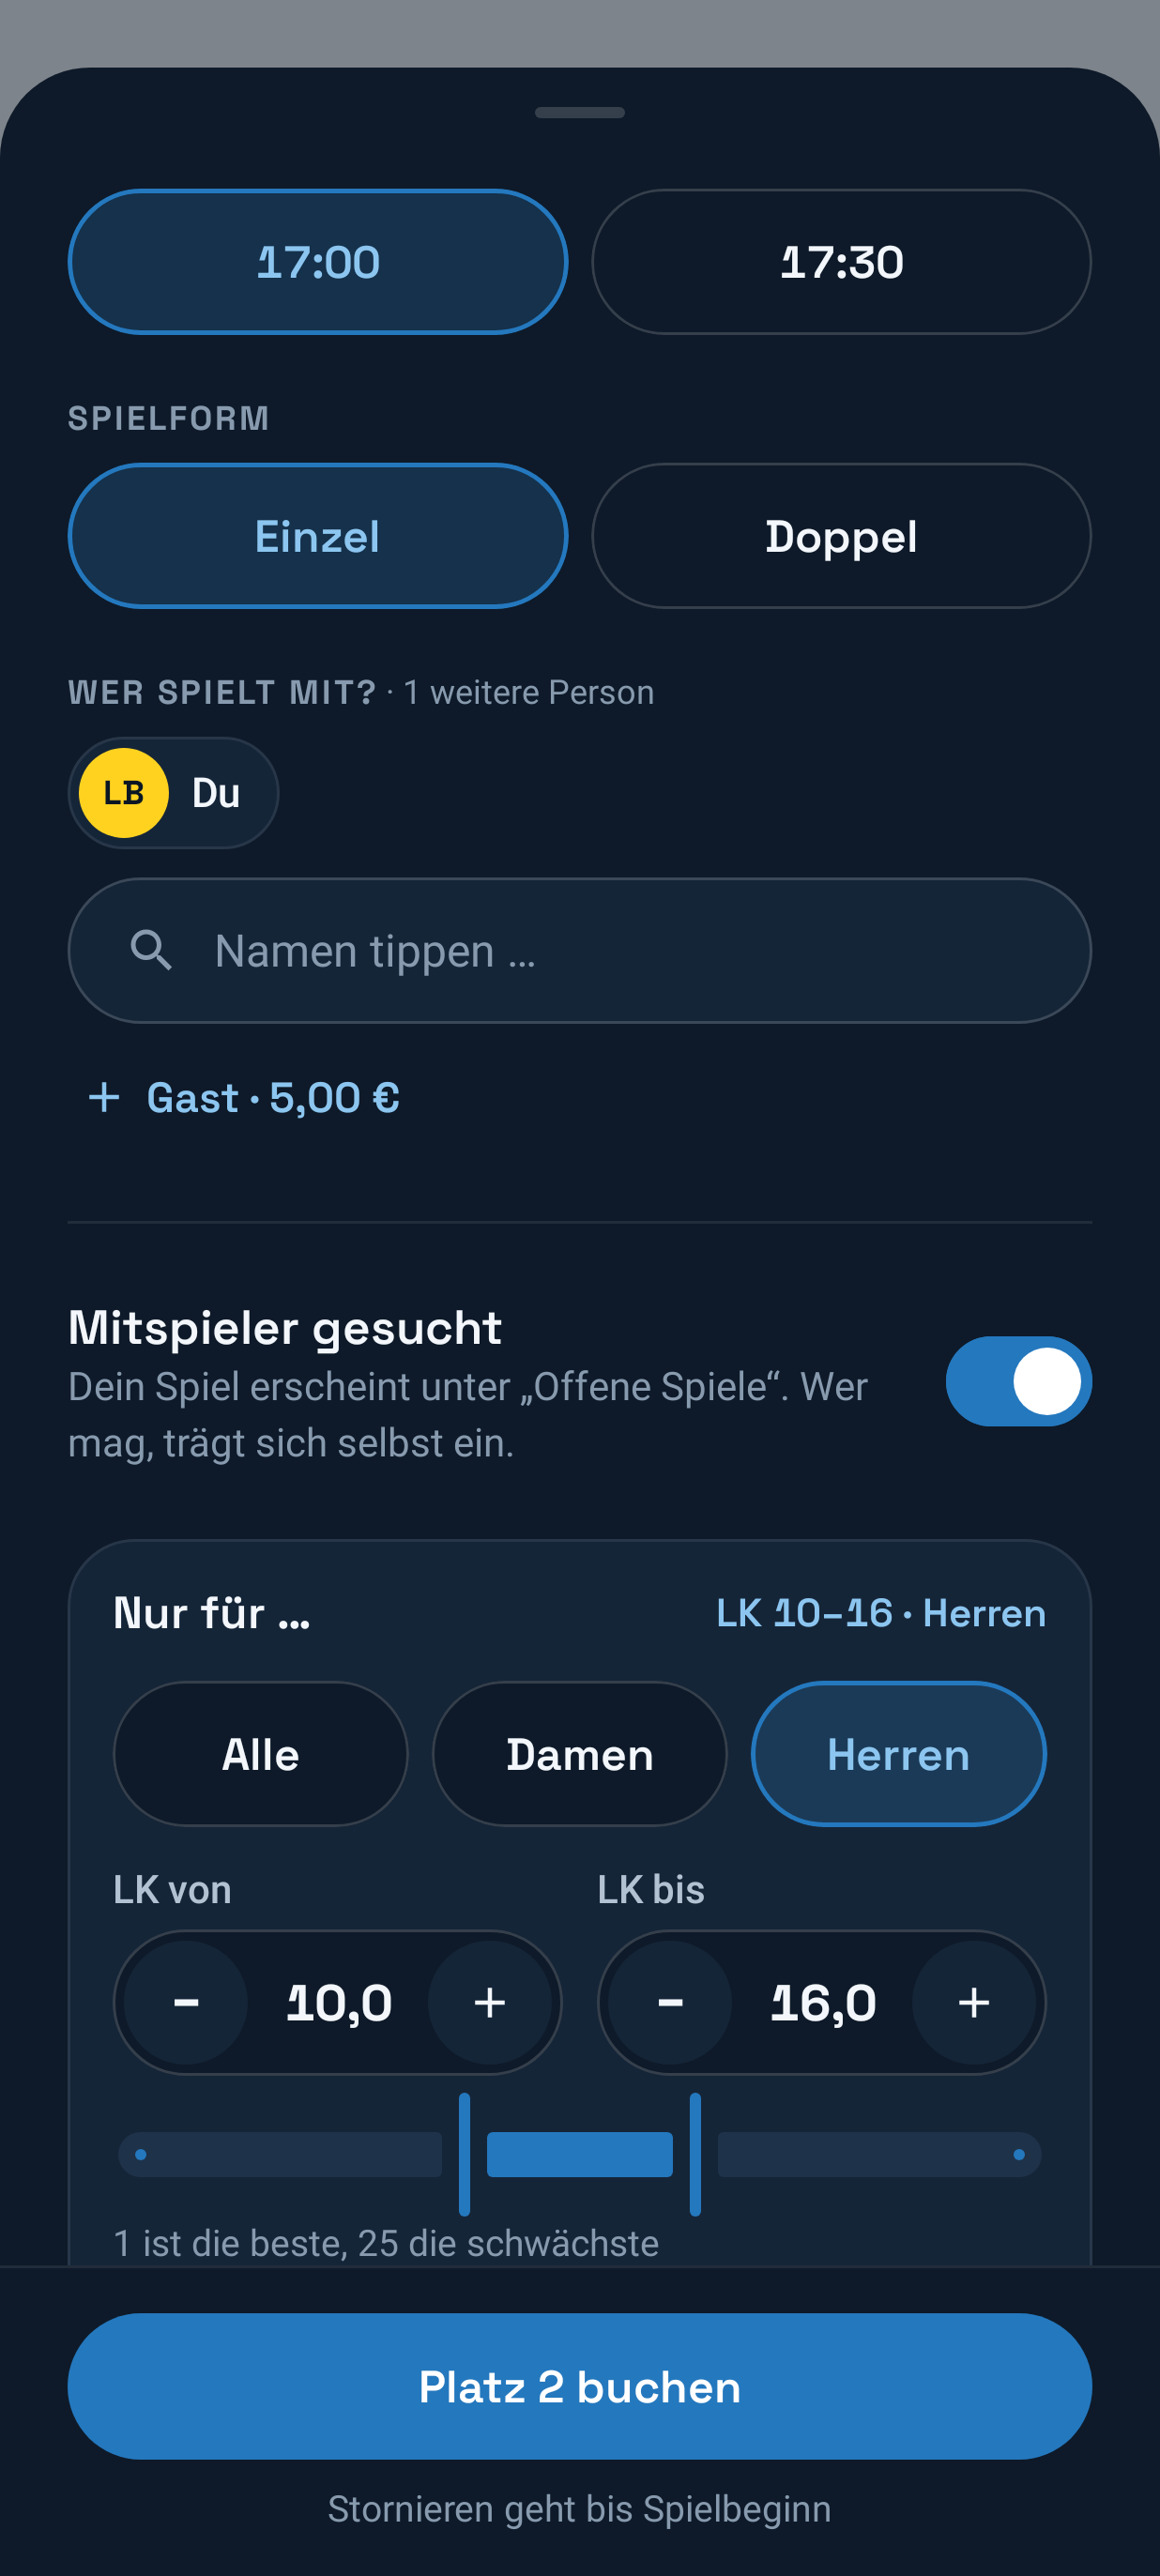 17:00 17:30
SPIELFORM
Einzel Doppel
WER SPIELT MIT? · 1 weitere Person
LB Du
Namen tippen ...
+ Gast · 5,00 €
Mitspieler gesucht
Dein Spiel erscheint unter „Offene Spiele“. Wer
mag, trägt sich selbst ein.
Nur für ... LK 10–16 · Herren
Alle Damen Herren
LK von LK bis
- 10,0 + - 16,0 +
1 ist die beste, 25 die schwächste
Platz 2 buchen
Stornieren geht bis Spielbeginn